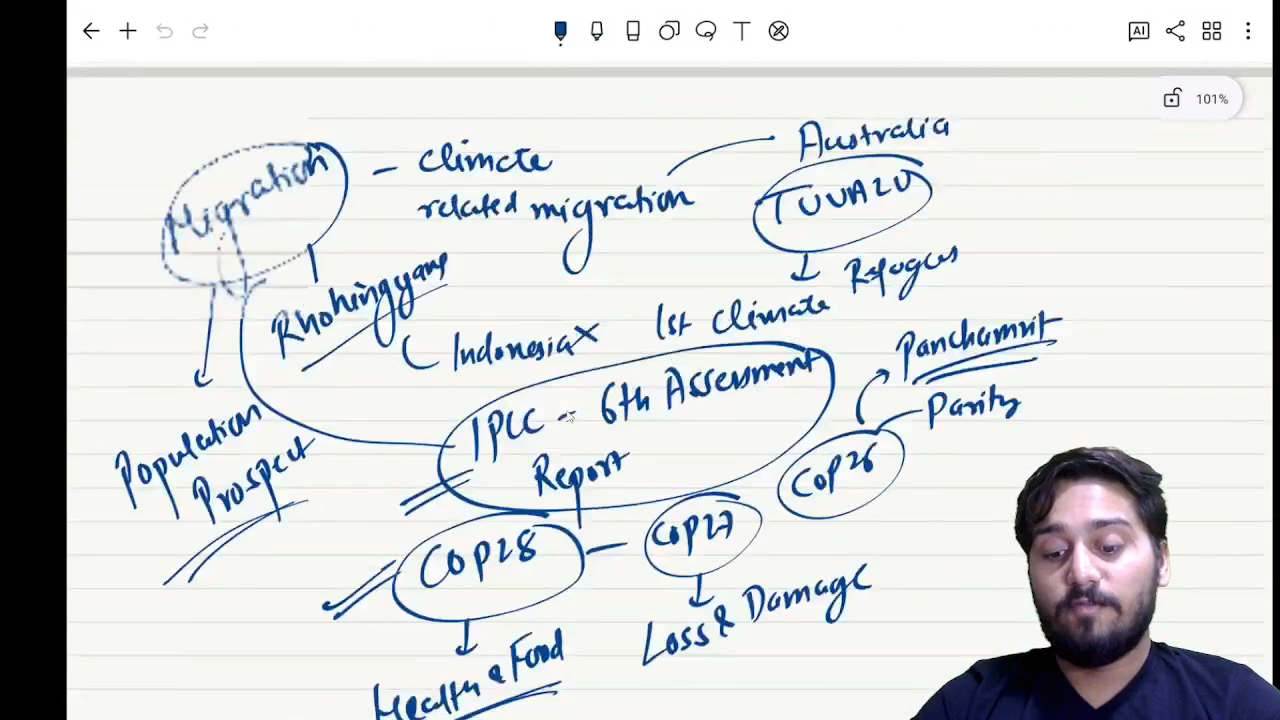 AI
101%
Migration
- climate
related migration
Australia
TUVALU
Refugees
1st climate
Rhohingyans
Indonesia X
Population
Prospect
IPCC - 6th Assessment
Report
Panchamrit
Parity
COP26
COP27
COP28
Loss & Damage
Health & Food